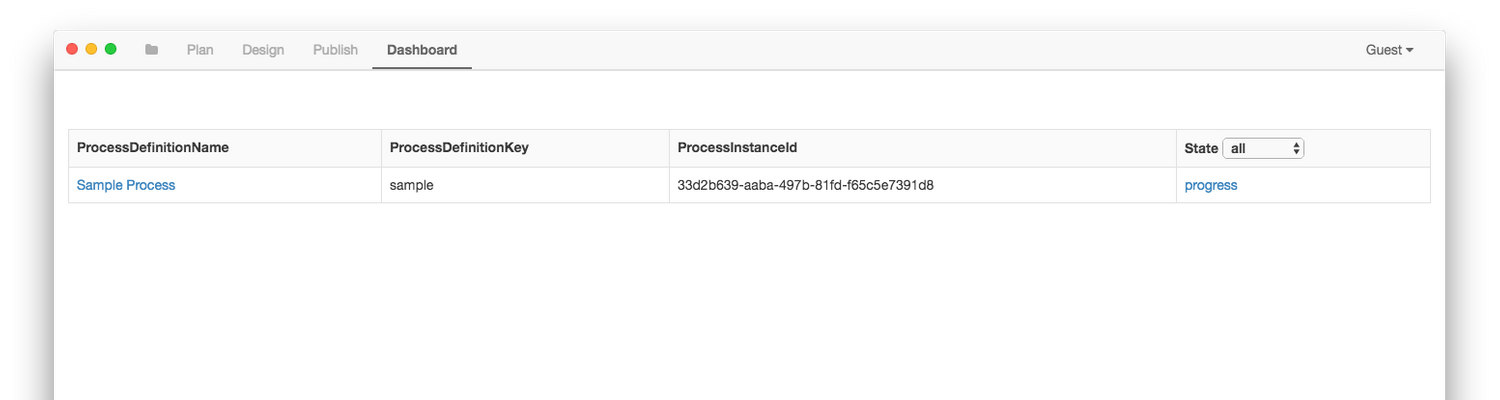 Plan Design Publish Dashboard Guest
ProcessDefinitionName ProcessDefinitionKey ProcessInstanceId State all
Sample Process sample 33d2b639-aaba-497b-81fd-f65c5e7391d8 progress